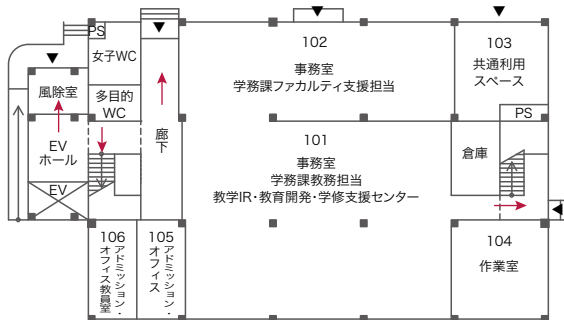 PS
女子WC
多目的
WC
風除室
EV
ホール
EV
廊下
102
事務室
学務課ファカルティ支援担当
103
共通利用
スペース
PS
101
事務室
学務課教務担当
教学IR・教育開発・学修支援センター
倉庫
106
アドミッション・
オフィス教員室
105
アドミッション・
オフィス
104
作業室